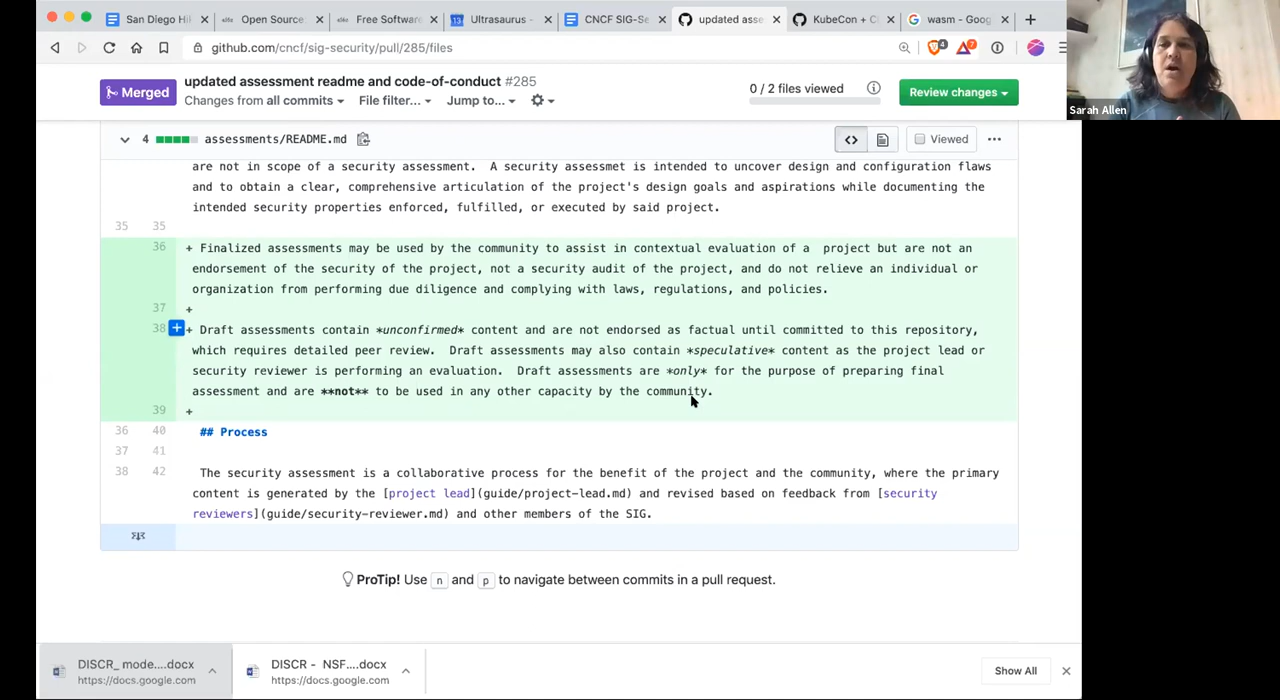 San Diego Hi
Open Source
Free Softwar
Ultrasaurus -
CNCF SIG-Se
updated asse
KubeCon + C
wasm - Goog
github.com/cncf/sig-security/pull/285/files
4
7
Merged
updated assessment readme and code-of-conduct #285
Changes from all commits
File filter...
Jump to...
0 / 2 files viewed
Review changes
Sarah Allen
4
assessments/README.md
Viewed
are not in scope of a security assessment. A security assessmet is intended to uncover design and configuration flaws
and to obtain a clear, comprehensive articulation of the project's design goals and aspirations while documenting the
intended security properties enforced, fulfilled, or executed by said project.
35 35
36 + Finalized assessments may be used by the community to assist in contextual evaluation of a  project but are not an
endorsement of the security of the project, not a security audit of the project, and do not relieve an individual or
organization from performing due diligence and complying with laws, regulations, and policies.
37 +
38 + Draft assessments contain *unconfirmed* content and are not endorsed as factual until committed to this repository,
which requires detailed peer review.  Draft assessments may also contain *speculative* content as the project lead or
security reviewer is performing an evaluation.  Draft assessments are *only* for the purpose of preparing final
assessment and are **not** to be used in any other capacity by the community.
39 +
36 40 ## Process
37 41
38 42 The security assessment is a collaborative process for the benefit of the project and the community, where the primary
content is generated by the [project lead](guide/project-lead.md) and revised based on feedback from [security
reviewers](guide/security-reviewer.md) and other members of the SIG.
ProTip! Use n and p to navigate between commits in a pull request.
DISCR_ mode....docx
https://docs.google.com
DISCR - NSF....docx
https://docs.google.com
Show All